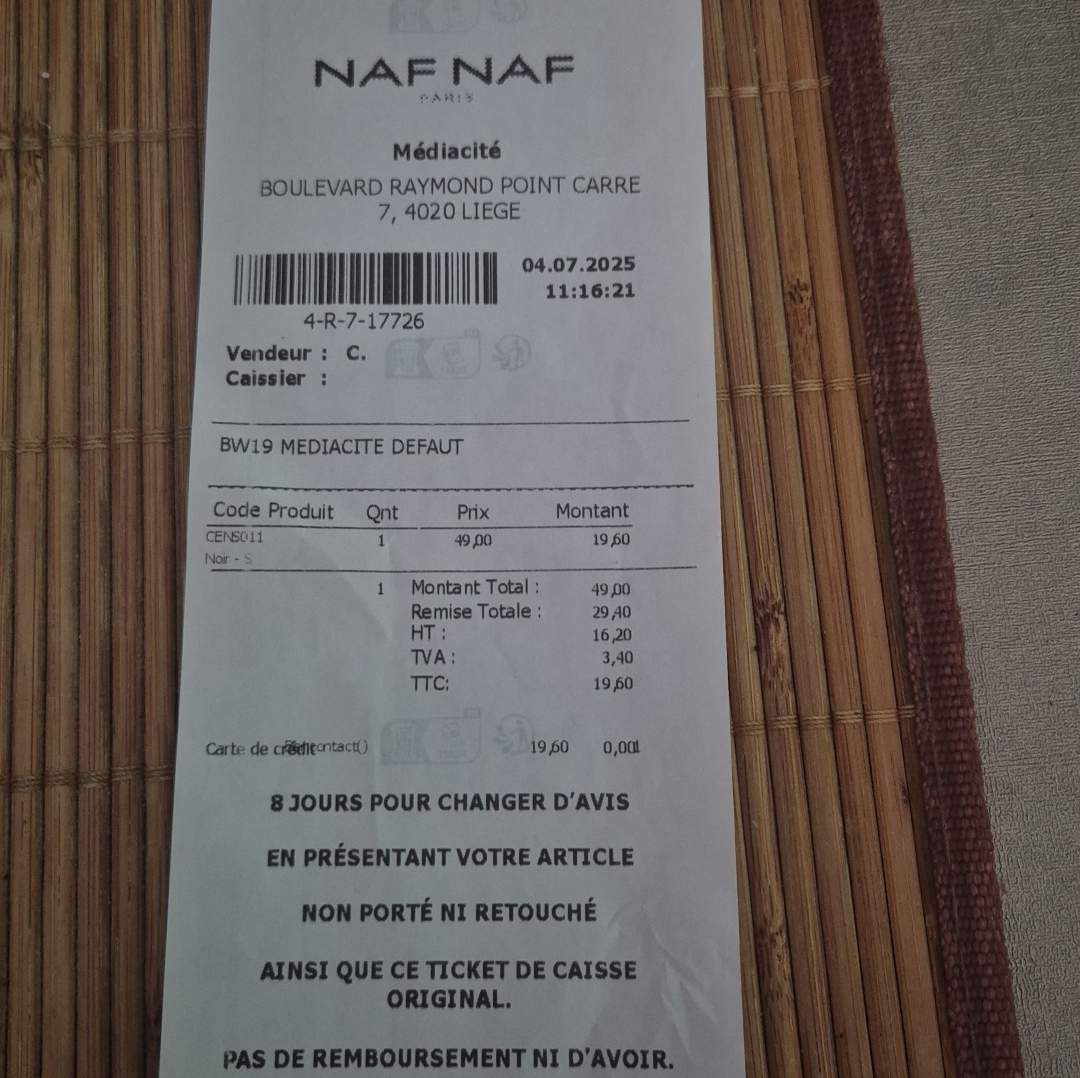 NAF NAF
PARIS
Médiacité
BOULEVARD RAYMOND POINT CARRE
7, 4020 LIEGE
04.07.2025
11:16:21
4-R-7-17726
Vendeur : C.
Caissier :
BW19 MEDIACITE DEFAUT
Code Produit Qnt Prix Montant
CENS011 1 49,00 19,60
Noir - S
1 Montant Total : 49,00
Remise Totale : 29,40
HT : 16,20
TVA : 3,40
TTC: 19,60
Carte de crédit 19,60
8 JOURS POUR CHANGER D'AVIS
EN PRÉSENTANT VOTRE ARTICLE
NON PORTÉ NI RETOUCHÉ
AINSI QUE CE TICKET DE CAISSE
ORIGINAL.
PAS DE REMBOURSEMENT NI D'AVOIR.